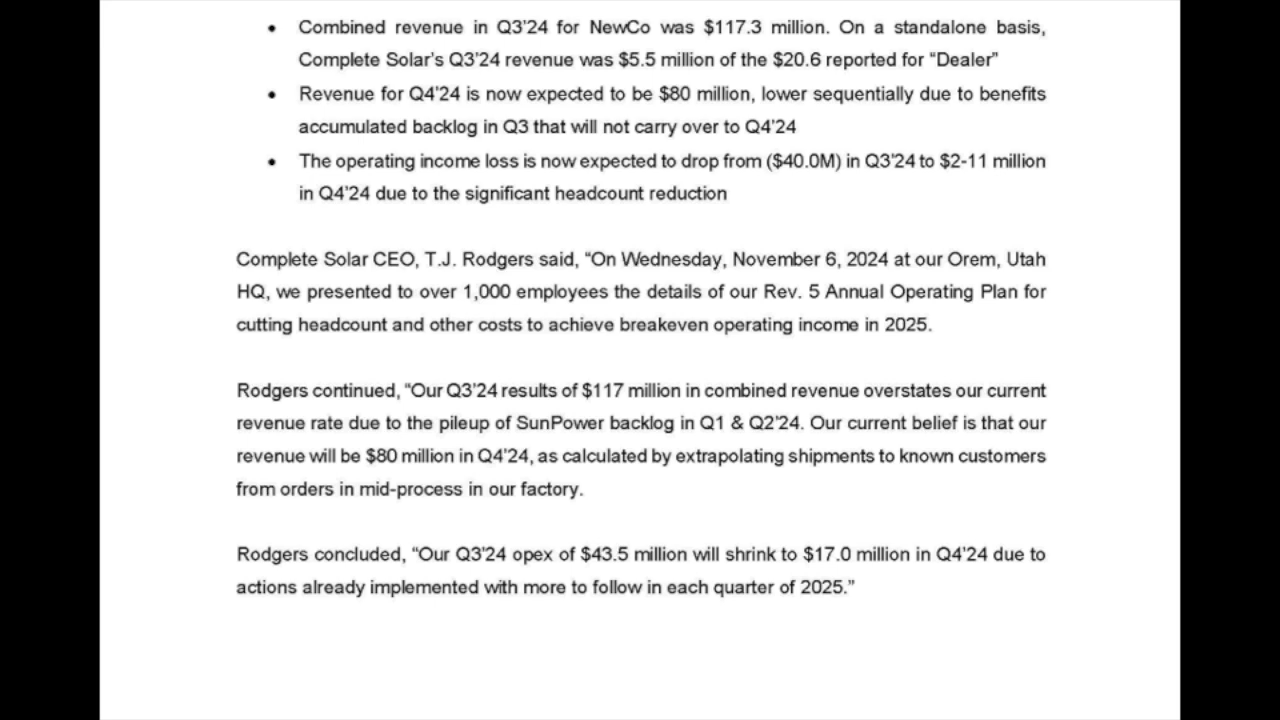 • Combined revenue in Q3'24 for NewCo was $117.3 million. On a standalone basis,
Complete Solar's Q3'24 revenue was $5.5 million of the $20.6 reported for “Dealer”
• Revenue for Q4'24 is now expected to be $80 million, lower sequentially due to benefits
accumulated backlog in Q3 that will not carry over to Q4'24
• The operating income loss is now expected to drop from ($40.0M) in Q3'24 to $2-11 million
in Q4'24 due to the significant headcount reduction
Complete Solar CEO, T.J. Rodgers said, “On Wednesday, November 6, 2024 at our Orem, Utah
HQ, we presented to over 1,000 employees the details of our Rev. 5 Annual Operating Plan for
cutting headcount and other costs to achieve breakeven operating income in 2025.
Rodgers continued, “Our Q3'24 results of $117 million in combined revenue overstates our current
revenue rate due to the pileup of SunPower backlog in Q1 & Q2'24. Our current belief is that our
revenue will be $80 million in Q4'24, as calculated by extrapolating shipments to known customers
from orders in mid-process in our factory.
Rodgers concluded, “Our Q3'24 opex of $43.5 million will shrink to $17.0 million in Q4'24 due to
actions already implemented with more to follow in each quarter of 2025.”